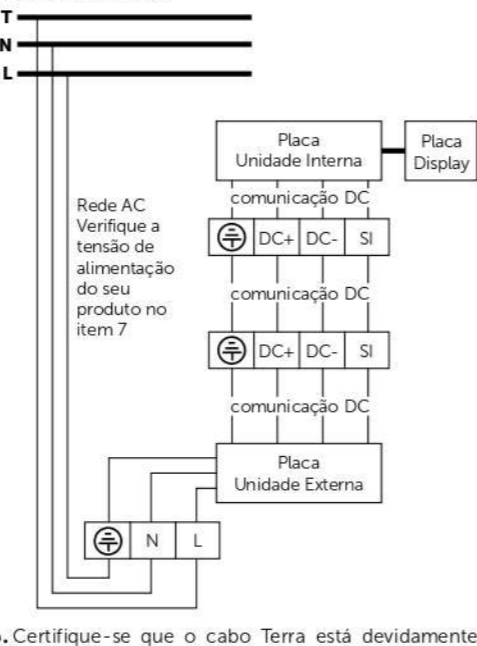 T
N
L
Placa
Unidade Interna
Placa
Display
comunicação DC
DC+ DC- SI
Rede AC
Verifique a
tensão de
alimentação
do seu
produto no
item 7
comunicação DC
DC+ DC- SI
comunicação DC
Placa
Unidade Externa
N L
Certifique-se que o cabo Terra está devidamente